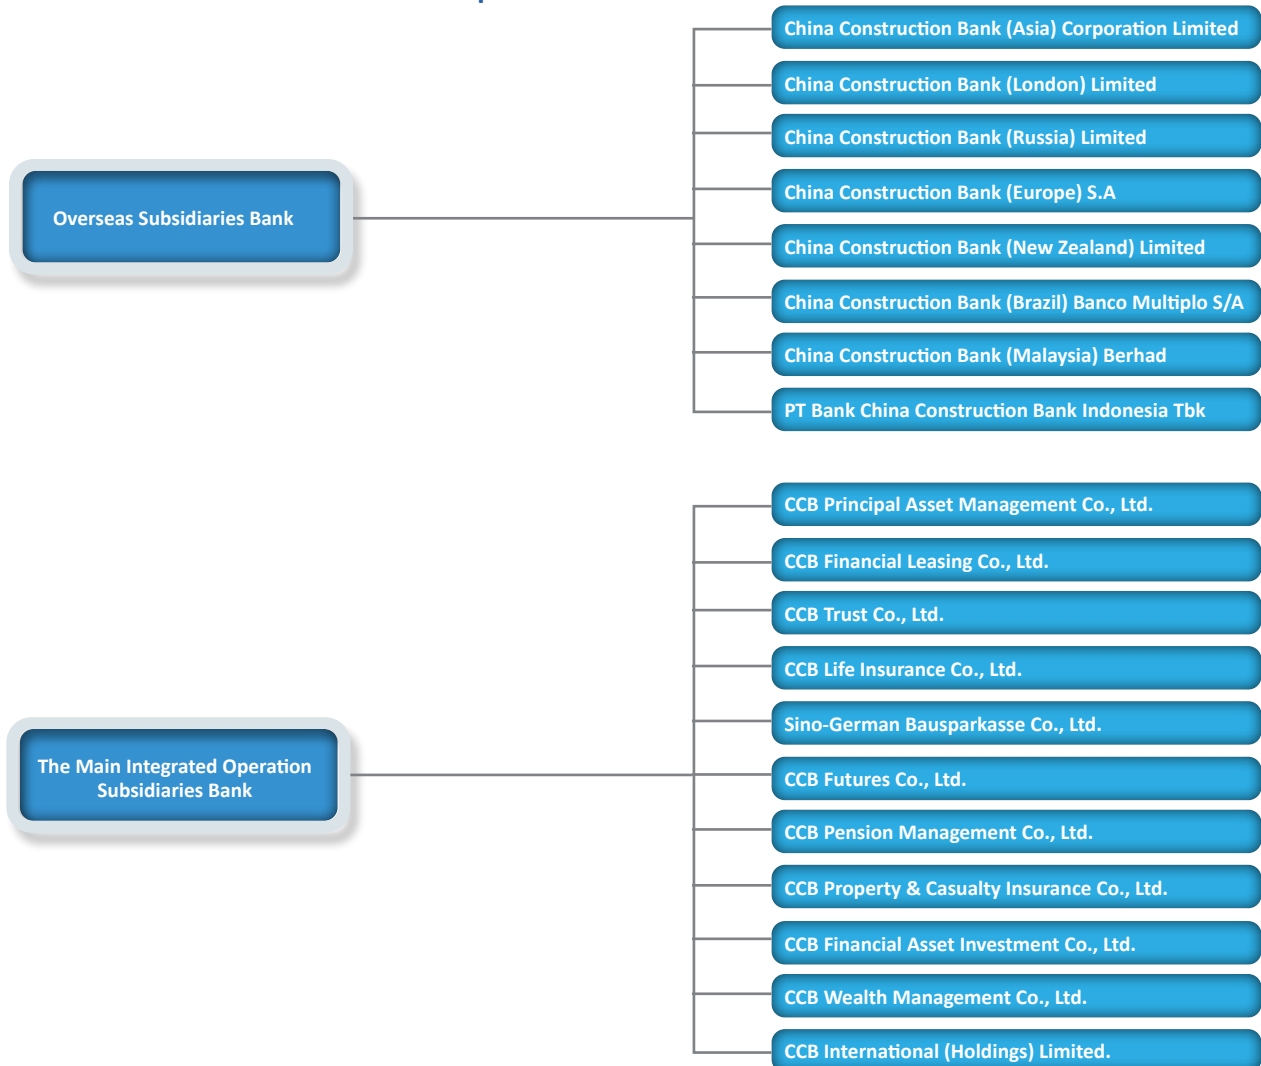 China Construction Bank (Asia) Corporation Limited
China Construction Bank (London) Limited
China Construction Bank (Russia) Limited
China Construction Bank (Europe) S.A
Overseas Subsidiaries Bank
China Construction Bank (New Zealand) Limited
China Construction Bank (Brazil) Banco Multiplo S/A
China Construction Bank (Malaysia) Berhad
PT Bank China Construction Bank Indonesia Tbk
CCB Principal Asset Management Co., Ltd.
CCB Financial Leasing Co., Ltd.
CCB Trust Co., Ltd.
CCB Life Insurance Co., Ltd.
Sino-German Bausparkasse Co., Ltd.
The Main Integrated Operation
Subsidiaries Bank
CCB Futures Co., Ltd.
CCB Pension Management Co., Ltd.
CCB Property & Casualty Insurance Co., Ltd.
CCB Financial Asset Investment Co., Ltd.
CCB Wealth Management Co., Ltd.
CCB International (Holdings) Limited.